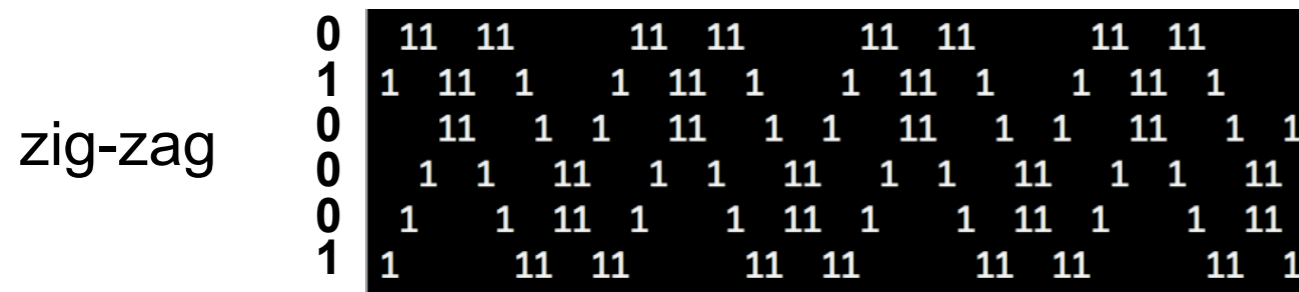 0 11 11 11 11 11 11 11 11
1 1 11 1 1 11 1 1 11 1 1 11 1
zig-zag
0 11 1 1 11 1 1 11 1 1 11 1 1
0 1 1 11 1 1 11 1 1 11 1 1 11
0 1 1 11 1 1 11 1 1 11 1 1 11
1 1 11 11 11 11 11 11 11 1